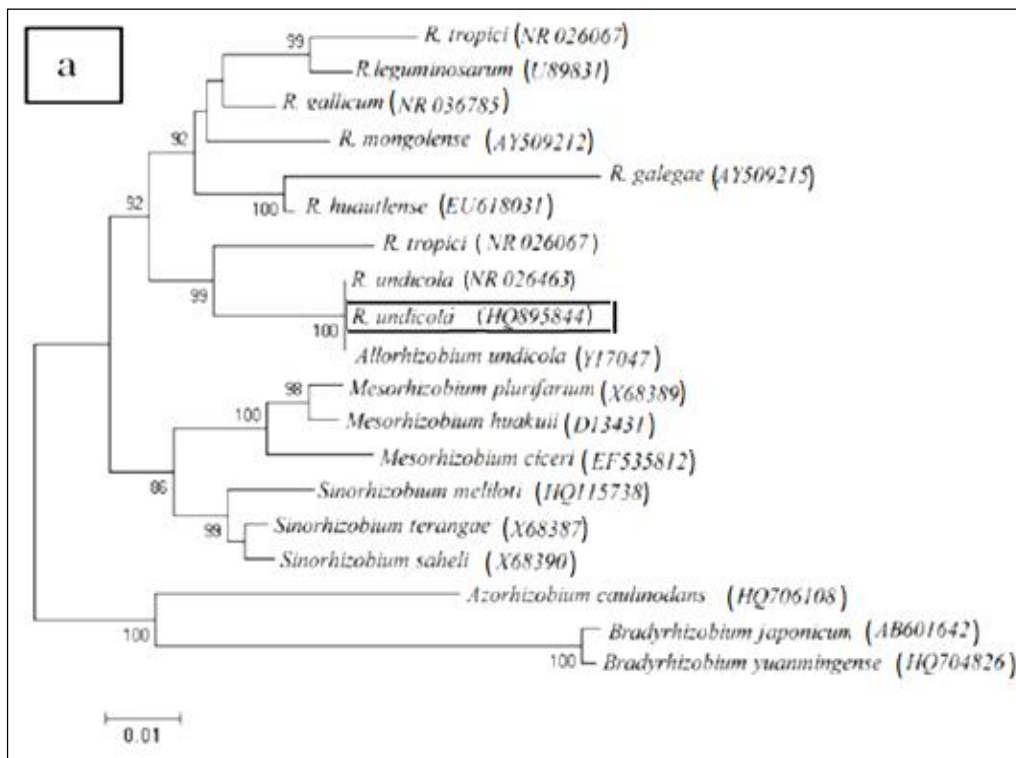 a
99
R. tropici (NR 026067)
R.leguminosarum (U89831)
R. gallicum (NR 036785)
92
R. mongolense (AY509212)
R. galegae (AY509215)
92
100
R. huautlense (EU618031)
R. tropici (NR 026067)
99
R. undicola (NR 026463)
100
R. undicola (HQ895844)
Allorhizobium undicola (Y17047)
98
Mesorhizobium plurifarium (X68389)
100
Mesorhizobium huakuii (D13431)
Mesorhizobium ciceri (EF535812)
86
Sinorhizobium meliloti (HQ115738)
99
Sinorhizobium terangae (X68387)
Sinorhizobium saheli (X68390)
Azorhizobium caulinodans (HQ706108)
100
Bradyrhizobium japonicum (AB601642)
100
Bradyrhizobium yuanmingense (HQ704826)
0.01